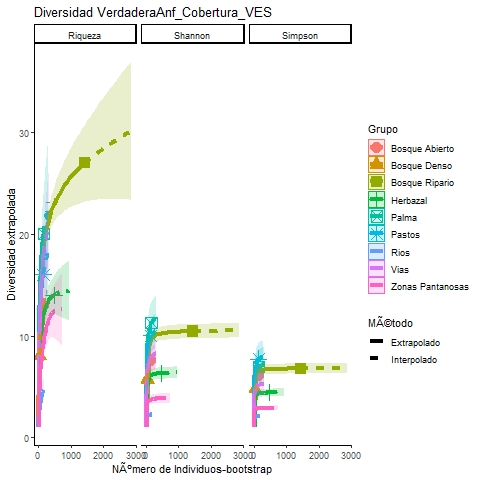 Diversidad VerdaderaAnf_Cobertura_VES
Riqueza
Shannon
Simpson
Diversidad extrapolada
30
20
10
0
0 1000 2000 3000
0 1000 2000 3000
0 1000 2000 3000
NÃºmero de Individuos-bootstrap
Grupo
Bosque Abierto
Bosque Denso
Bosque Ripario
Herbazal
Palma
Pastos
Rios
Vias
Zonas Pantanosas
MÃ©todo
Extrapolado
Interpolado